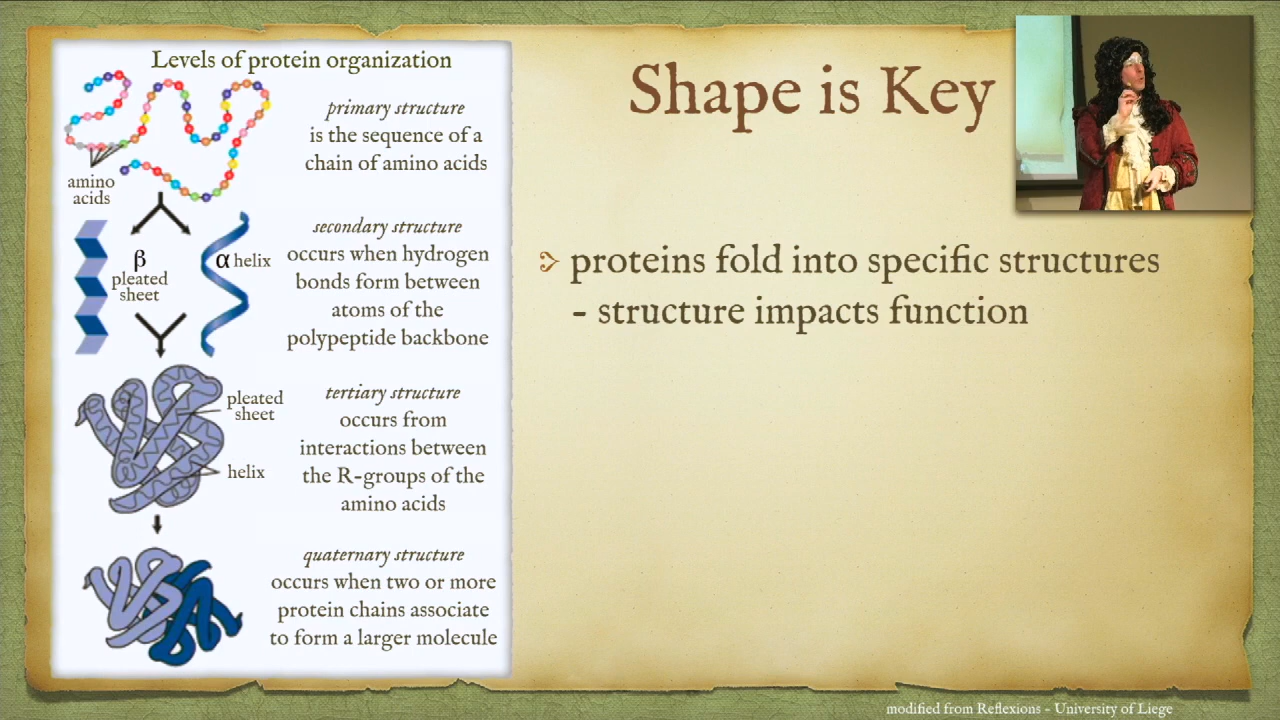 Levels of protein organization
primary structure
is the sequence of a
chain of amino acids
amino
acids
secondary structure
occurs when hydrogen
bonds form between
atoms of the
polypeptide backbone
β
pleated
sheet
α helix
tertiary structure
occurs from
interactions between
the R-groups of the
amino acids
pleated
sheet
helix
quaternary structure
occurs when two or more
protein chains associate
to form a larger molecule
Shape is Key
proteins fold into specific structures
- structure impacts function
modified from Reflexions - University of Liege